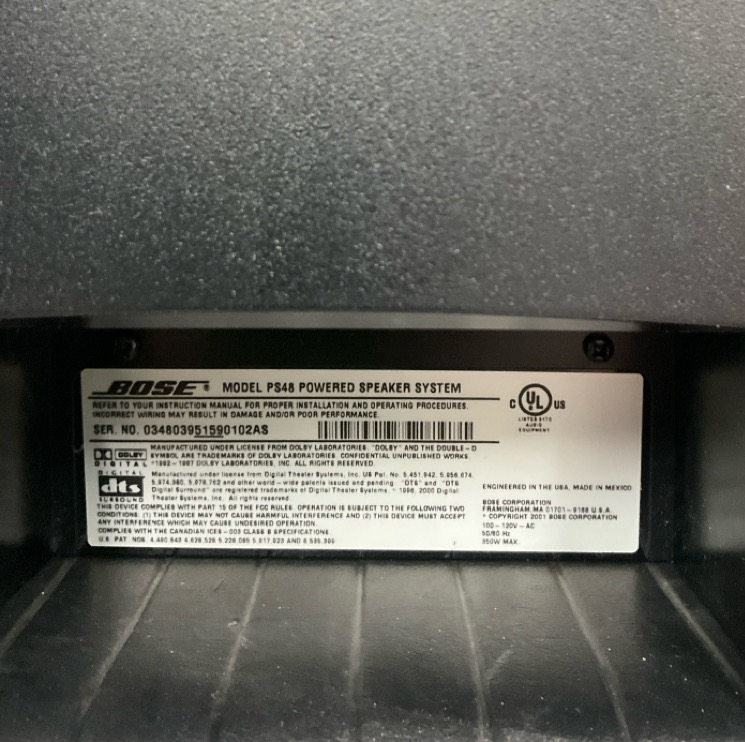 BOSE® MODEL PS48 POWERED SPEAKER SYSTEM
REFER TO YOUR INSTRUCTION MANUAL FOR PROPER INSTALLATION AND OPERATING PROCEDURES.
INCORRECT WIRING MAY RESULT IN DAMAGE AND/OR POOR PERFORMANCE.
SER. NO. 034803951590102AS
C UL US
LISTED
AUDIO
EQUIPMENT
DOLBY
DIGITAL
MANUFACTURED UNDER LICENSE FROM DOLBY LABORATORIES. "DOLBY" AND THE DOUBLE-D
SYMBOL ARE TRADEMARKS OF DOLBY LABORATORIES. CONFIDENTIAL UNPUBLISHED WORKS.
©1992-1997 DOLBY LABORATORIES, INC. ALL RIGHTS RESERVED.
DIGITAL
dts
SURROUND
Manufactured under license from Digital Theater Systems, Inc. US Pat. No. 5,451,942, 5,956,674,
5,974,380, 5,978,762 and other world-wide patents issued and pending. "DTS" and "DTS
Digital Surround" are registered trademarks of Digital Theater Systems. © 1996, 2000 Digital
Theater Systems, Inc. All rights reserved.
THIS DEVICE COMPLIES WITH PART 15 OF THE FCC RULES. OPERATION IS SUBJECT TO THE FOLLOWING TWO
CONDITIONS: (1) THIS DEVICE MAY NOT CAUSE HARMFUL INTERFERENCE AND (2) THIS DEVICE MUST ACCEPT
ANY INTERFERENCE WHICH MAY CAUSE UNDESIRED OPERATION.
COMPLIES WITH THE CANADIAN ICES-003 CLASS B SPECIFICATIONS.
U.S. PAT. NOS.
ENGINEERED IN THE USA, MADE IN MEXICO
BOSE CORPORATION
FRAMINGHAM, MA 01701-9168 U.S.A.
© COPYRIGHT 2001 BOSE CORPORATION
100-120V~AC
50/60 Hz
350W MAX.